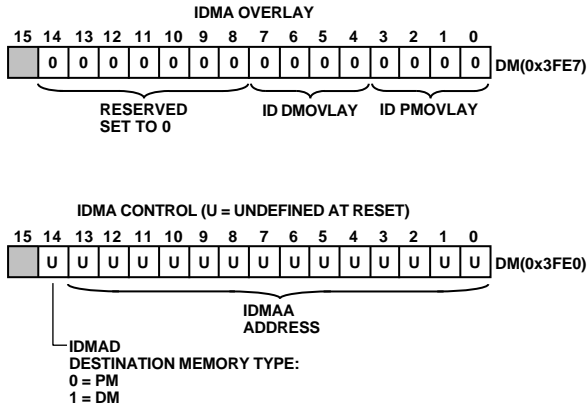 IDMA OVERLAY
15 14 13 12 11 10 9 8 7 6 5 4 3 2 1 0
0 0 0 0 0 0 0 0 0 0 0 0 0 0 0 DM(0x3FE7)
RESERVED ID DMOVLAY ID PMOVLAY
SET TO 0
IDMA CONTROL (U = UNDEFINED AT RESET)
15 14 13 12 11 10 9 8 7 6 5 4 3 2 1 0
U U U U U U U U U U U U U U U DM(0x3FE0)
IDMAA
ADDRESS
IDMAD
DESTINATION MEMORY TYPE:
0 = PM
1 = DM